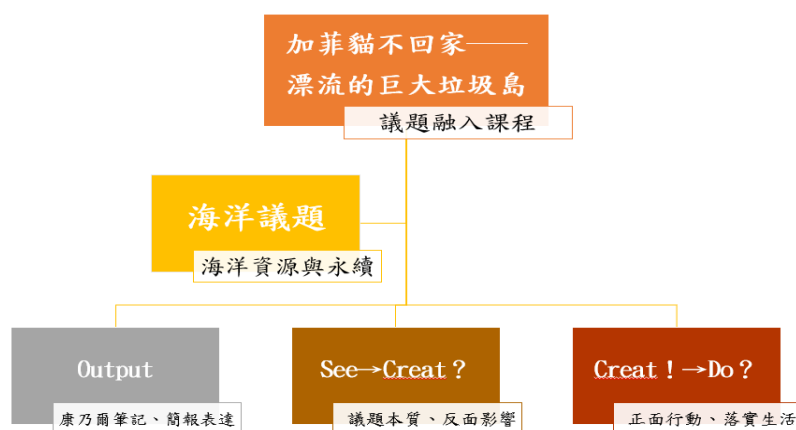 加菲貓不回家——
漂流的巨大垃圾島
議題融入課程
海洋議題
海洋資源與永續
Output
康乃爾筆記、簡報表達
See→Creat？
議題本質、反面影響
Creat！→Do？
正面行動、落實生活